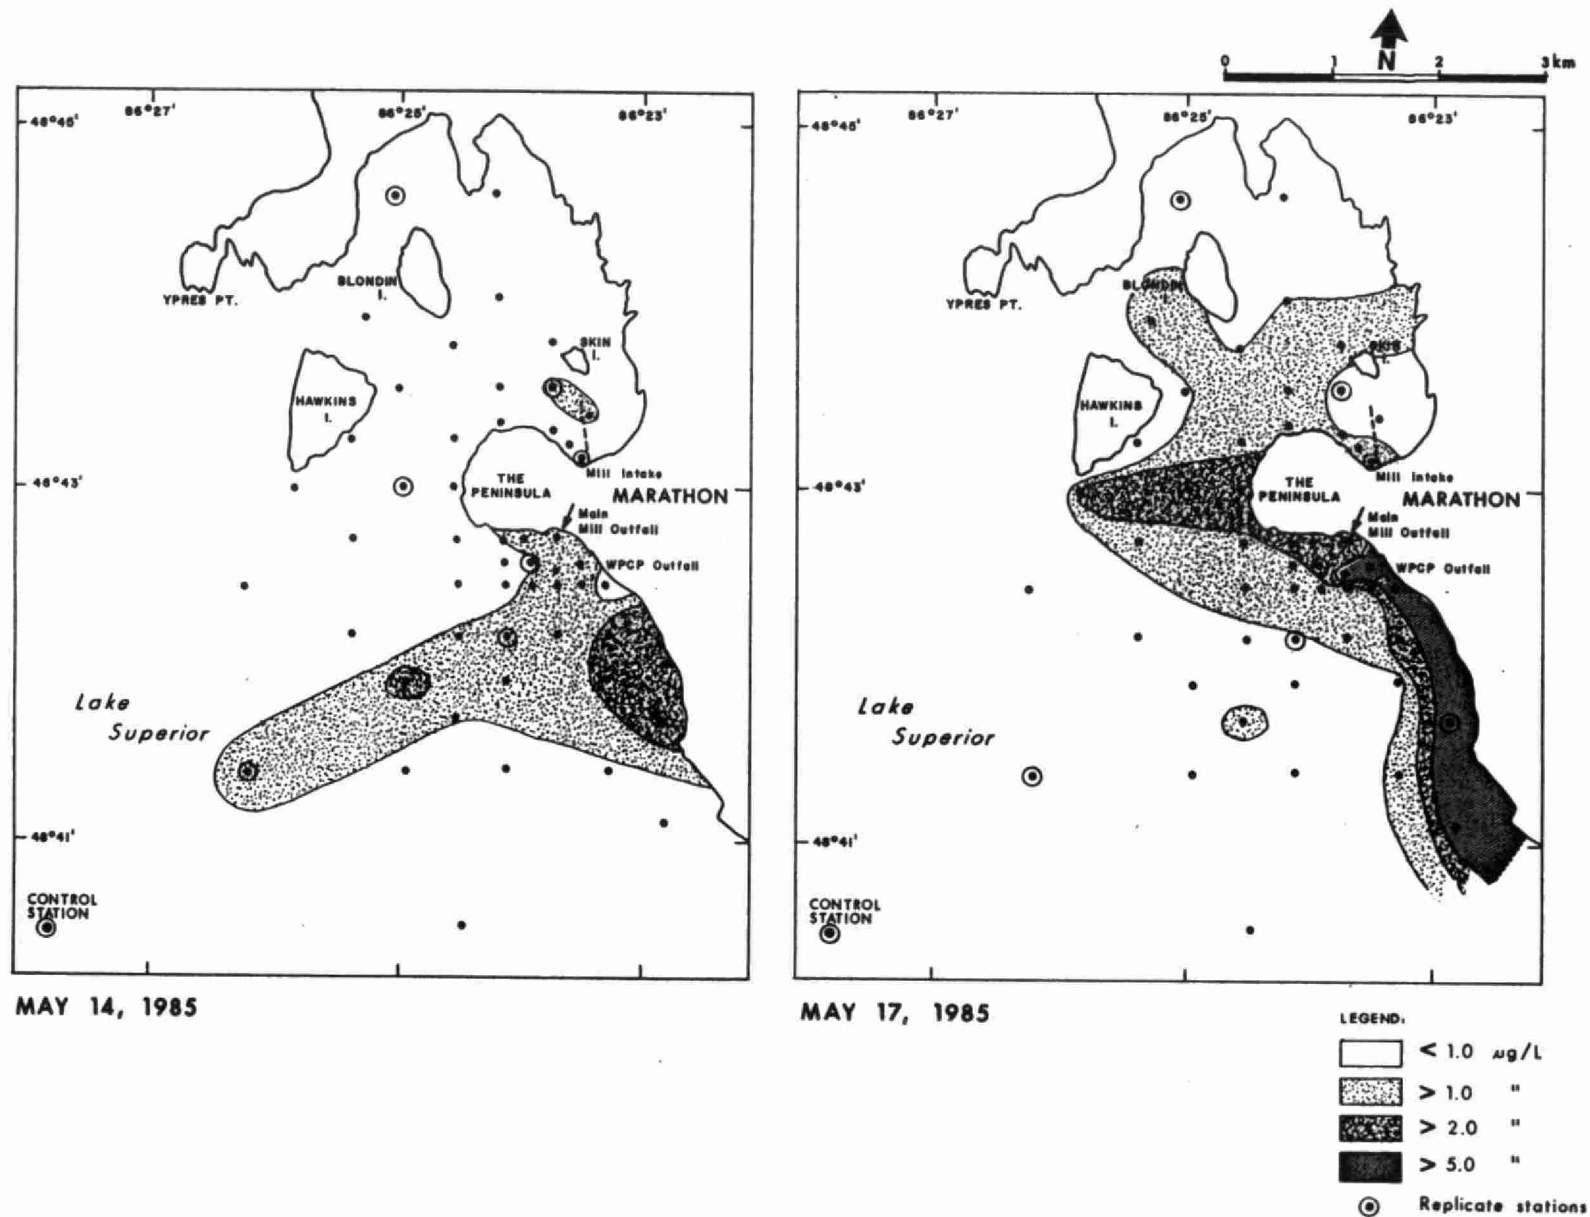 N
0 1 2 3 km
86°27' 86°25' 86°23'
48°45'
BLONDIN
I.
YPRES PT.
SKIN
I.
HAWKINS
I.
Mill Intake
48°43'
THE
PENINSULA
MARATHON
Main
Mill Outfall
WPCP Outfall
Lake
Superior
48°41'
CONTROL
STATION
MAY 14, 1985
86°27' 86°25' 86°23'
48°45'
BLONDIN
I.
YPRES PT.
SKIN
I.
HAWKINS
I.
Mill Intake
48°43'
THE
PENINSULA
MARATHON
Main
Mill Outfall
WPCP Outfall
Lake
Superior
48°41'
CONTROL
STATION
MAY 17, 1985
LEGEND:
< 1.0 µg/L
> 1.0 "
> 2.0 "
> 5.0 "
Replicate stations